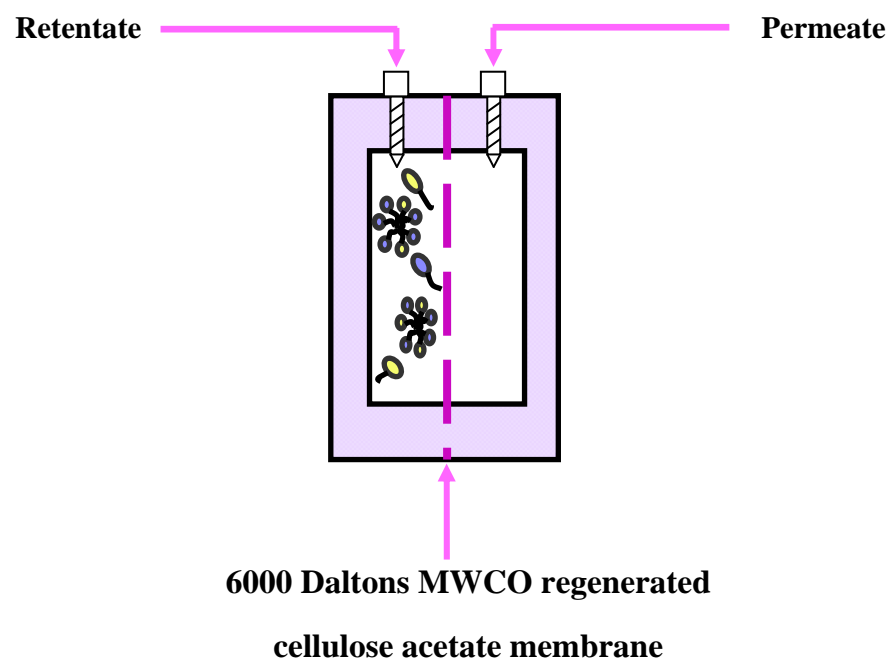 Retentate
Permeate
6000 Daltons MWCO regenerated
cellulose acetate membrane